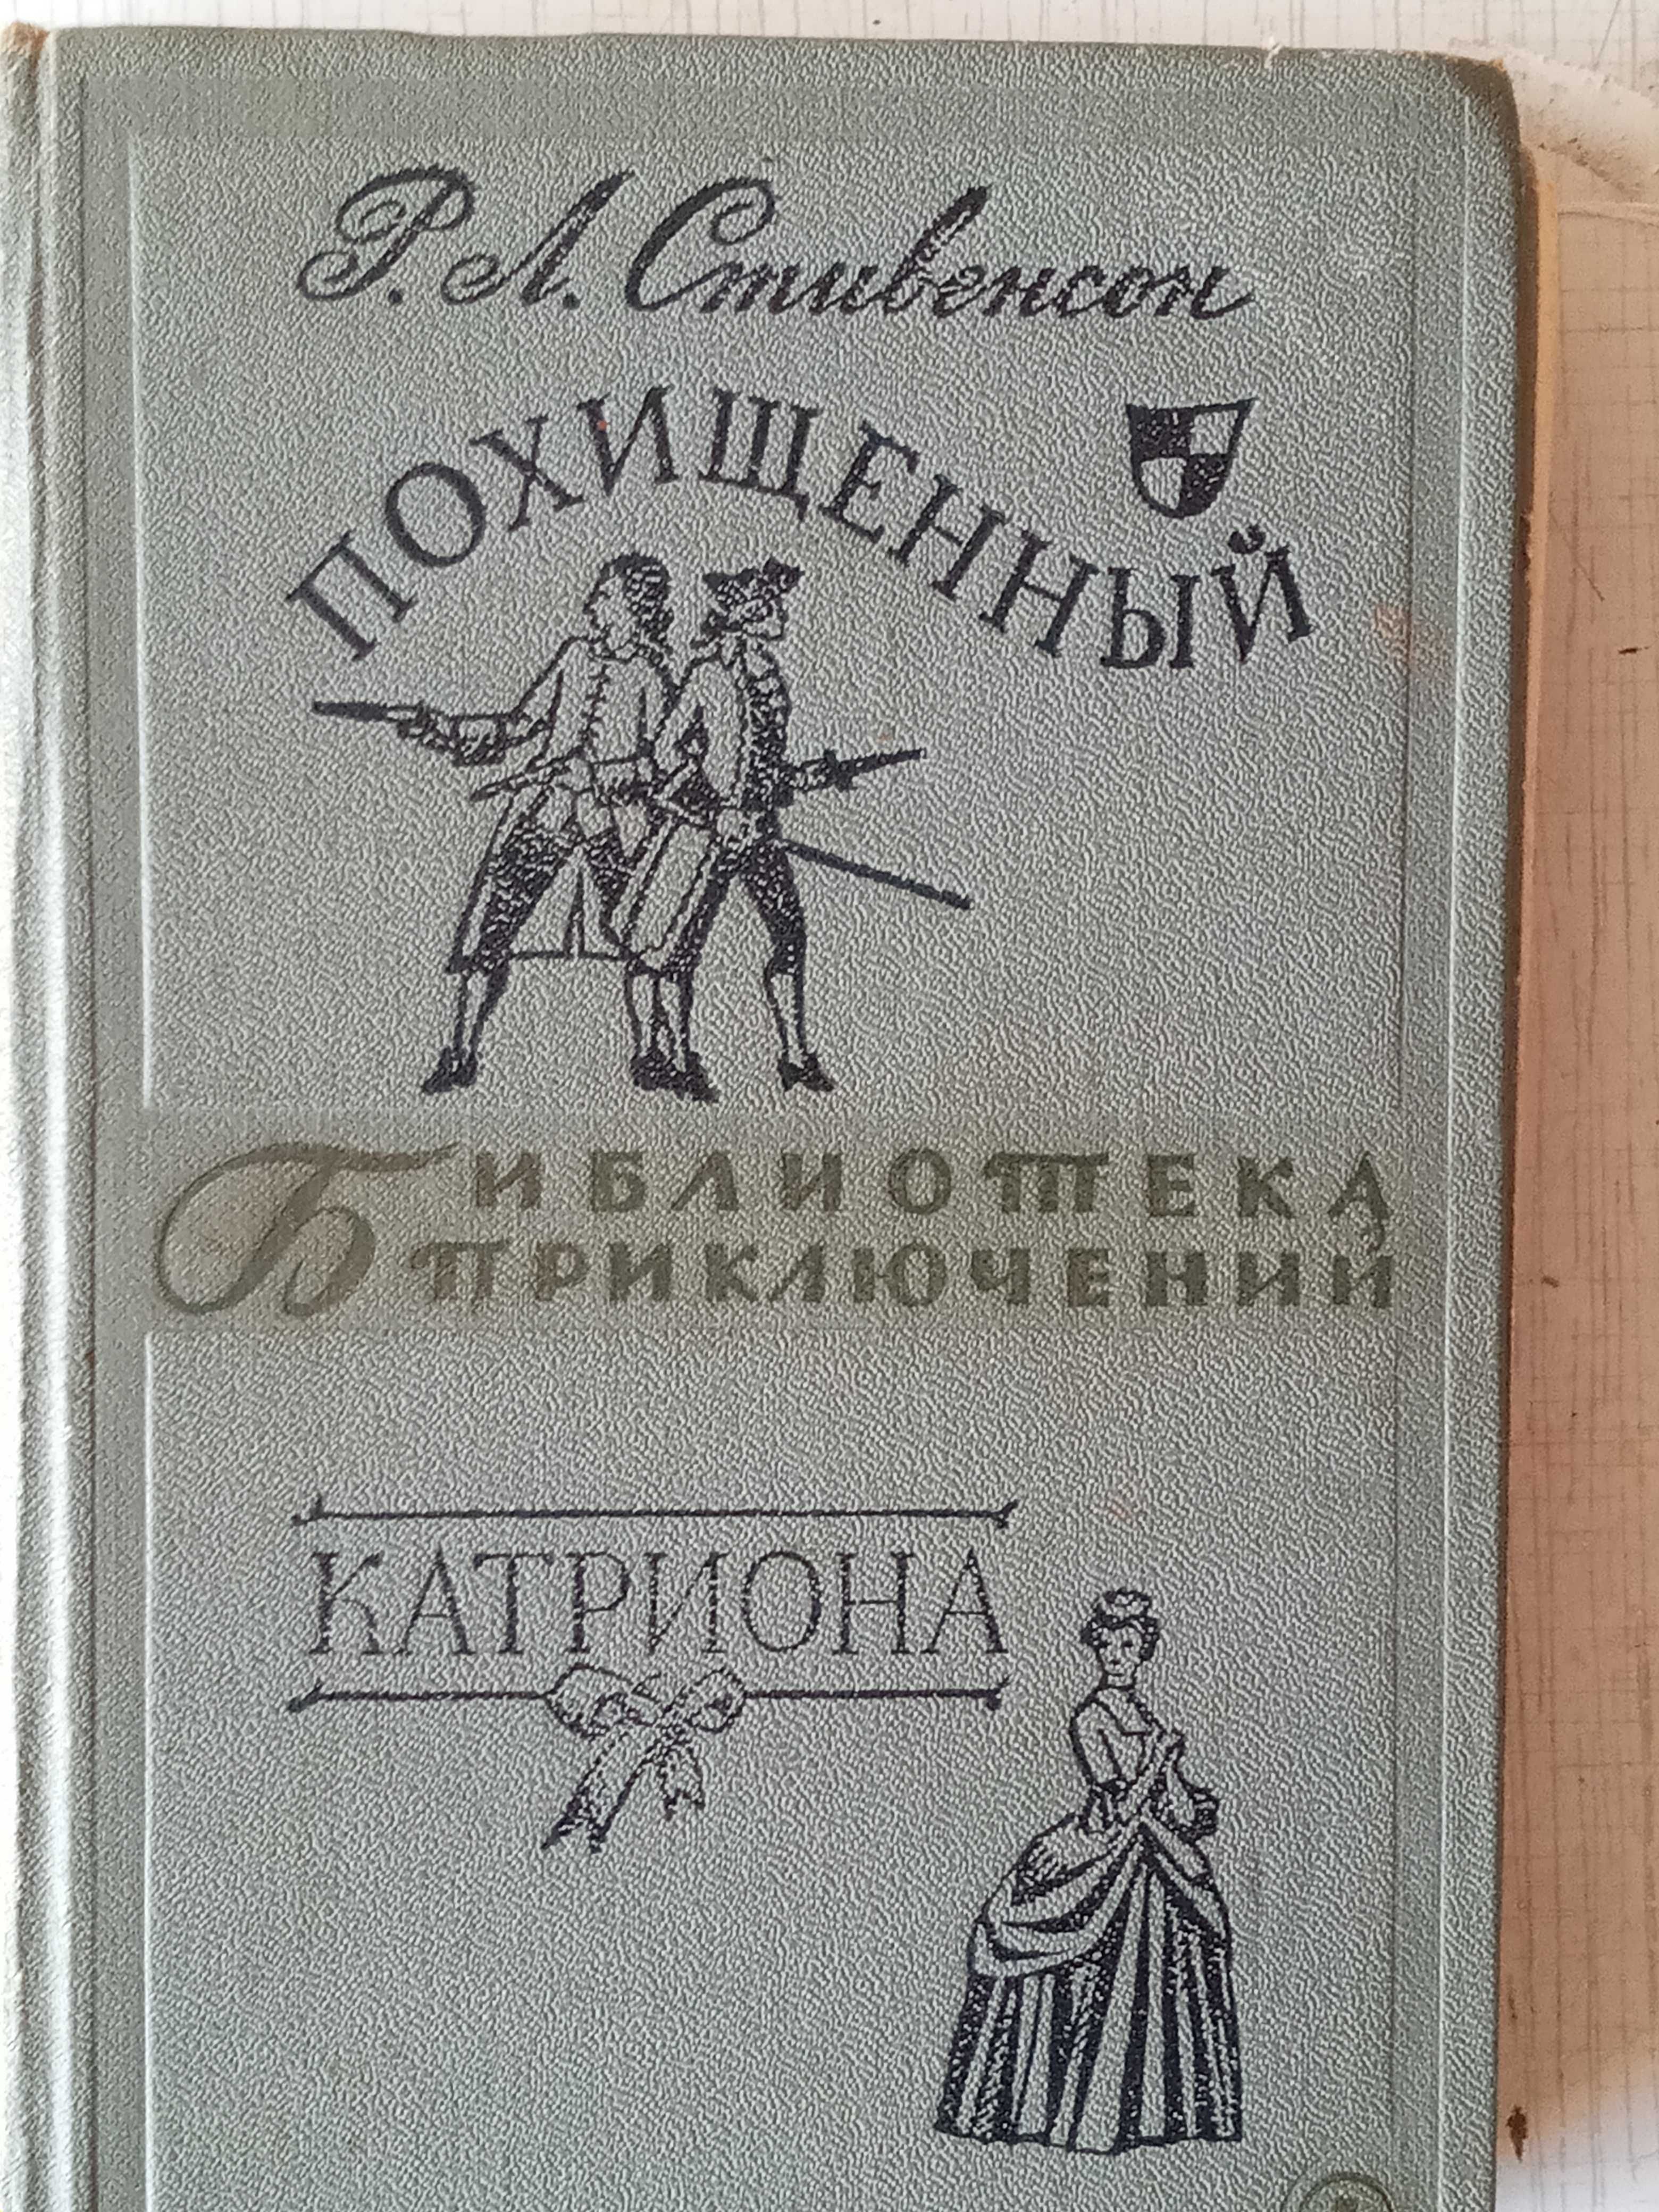 Р. Л. Стивенсон
ПОХИЩЕННЫЙ
БИБЛИОТЕКА
ПРИКЛЮЧЕНИЙ
КАТРИОНА